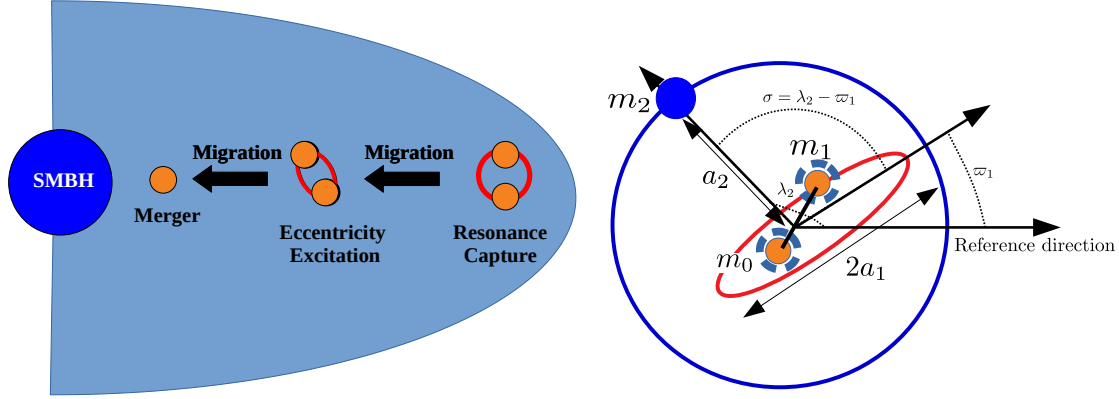 SMBH
Migration
Migration
Merger
Eccentricity
Excitation
Resonance
Capture
m₂
σ = λ₂ − ϖ₁
m₁
ϖ₁
a₂
λ₂
m₀
2a₁
Reference direction